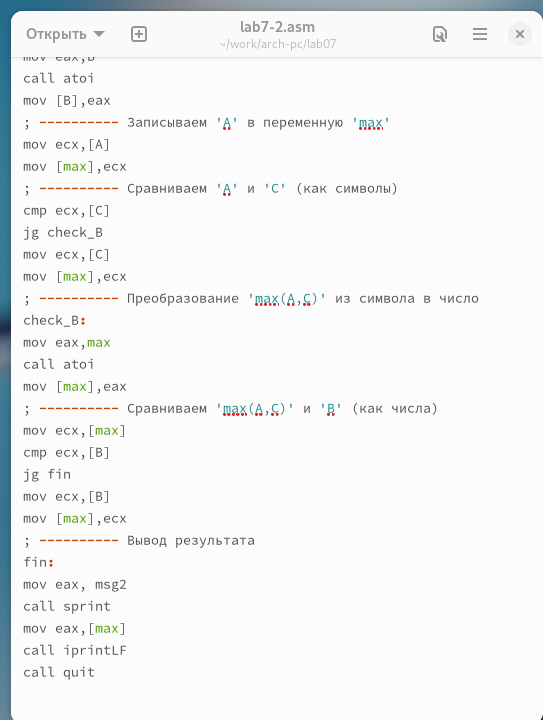 Открыть
lab7-2.asm
~/work/arch-pc/lab07
mov eax,B
call atoi
mov [B],eax
; ---------- Записываем 'A' в переменную 'max'
mov ecx,[A]
mov [max],ecx
; ---------- Сравниваем 'A' и 'C' (как символы)
cmp ecx,[C]
jg check_B
mov ecx,[C]
mov [max],ecx
; ---------- Преобразование 'max(A,C)' из символа в число
check_B:
mov eax,max
call atoi
mov [max],eax
; ---------- Сравниваем 'max(A,C)' и 'B' (как числа)
mov ecx,[max]
cmp ecx,[B]
jg fin
mov ecx,[B]
mov [max],ecx
; ---------- Вывод результата
fin:
mov eax, msg2
call sprint
mov eax,[max]
call iprintLF
call quit